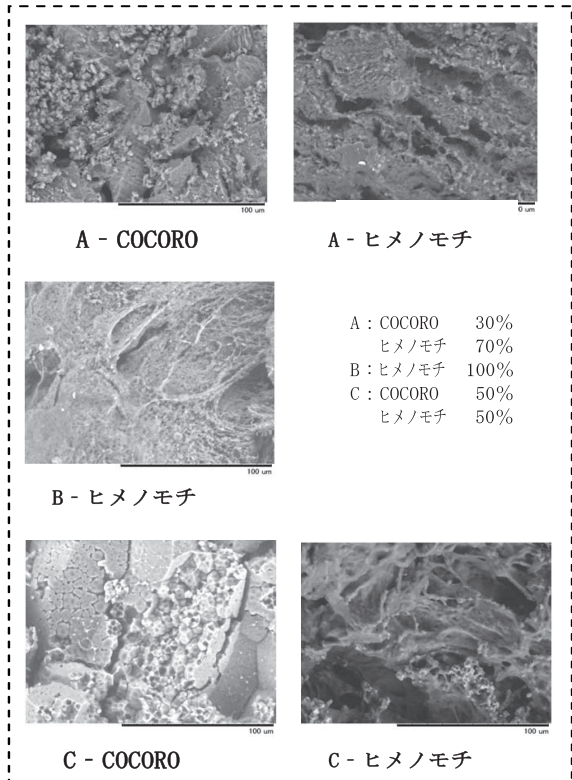 100 um
0 um
A - COCORO
A - ヒメノモチ
A : COCORO 30%
ヒメノモチ 70%
B : ヒメノモチ 100%
C : COCORO 50%
ヒメノモチ 50%
100 um
B - ヒメノモチ
100 um
100 um
C - COCORO
C - ヒメノモチ